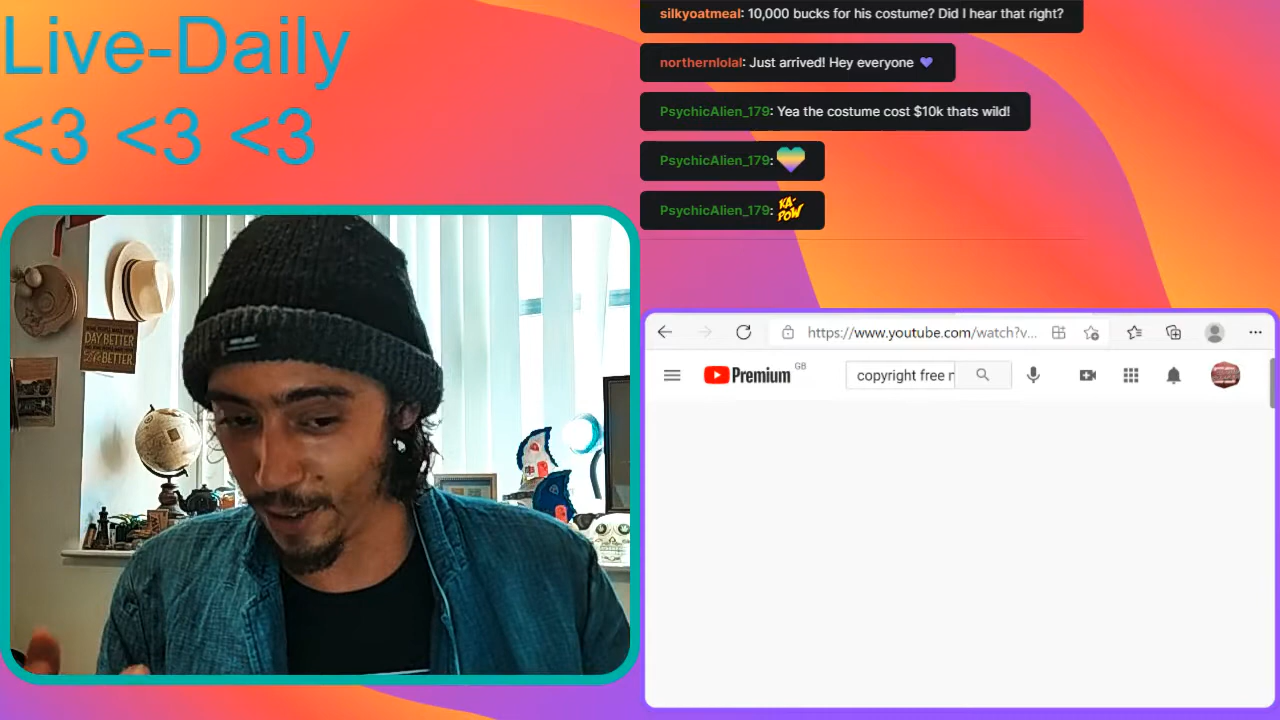 Live-Daily
<3 <3 <3
silkyoatmeal: 10,000 bucks for his costume? Did I hear that right?
northernlolal: Just arrived! Hey everyone
PsychicAlien_179: Yea the costume cost $10k thats wild!
PsychicAlien_179:
PsychicAlien_179: KA-POW
DAY BETTER
BETTER
https://www.youtube.com/watch?v...
Premium GB
copyright free